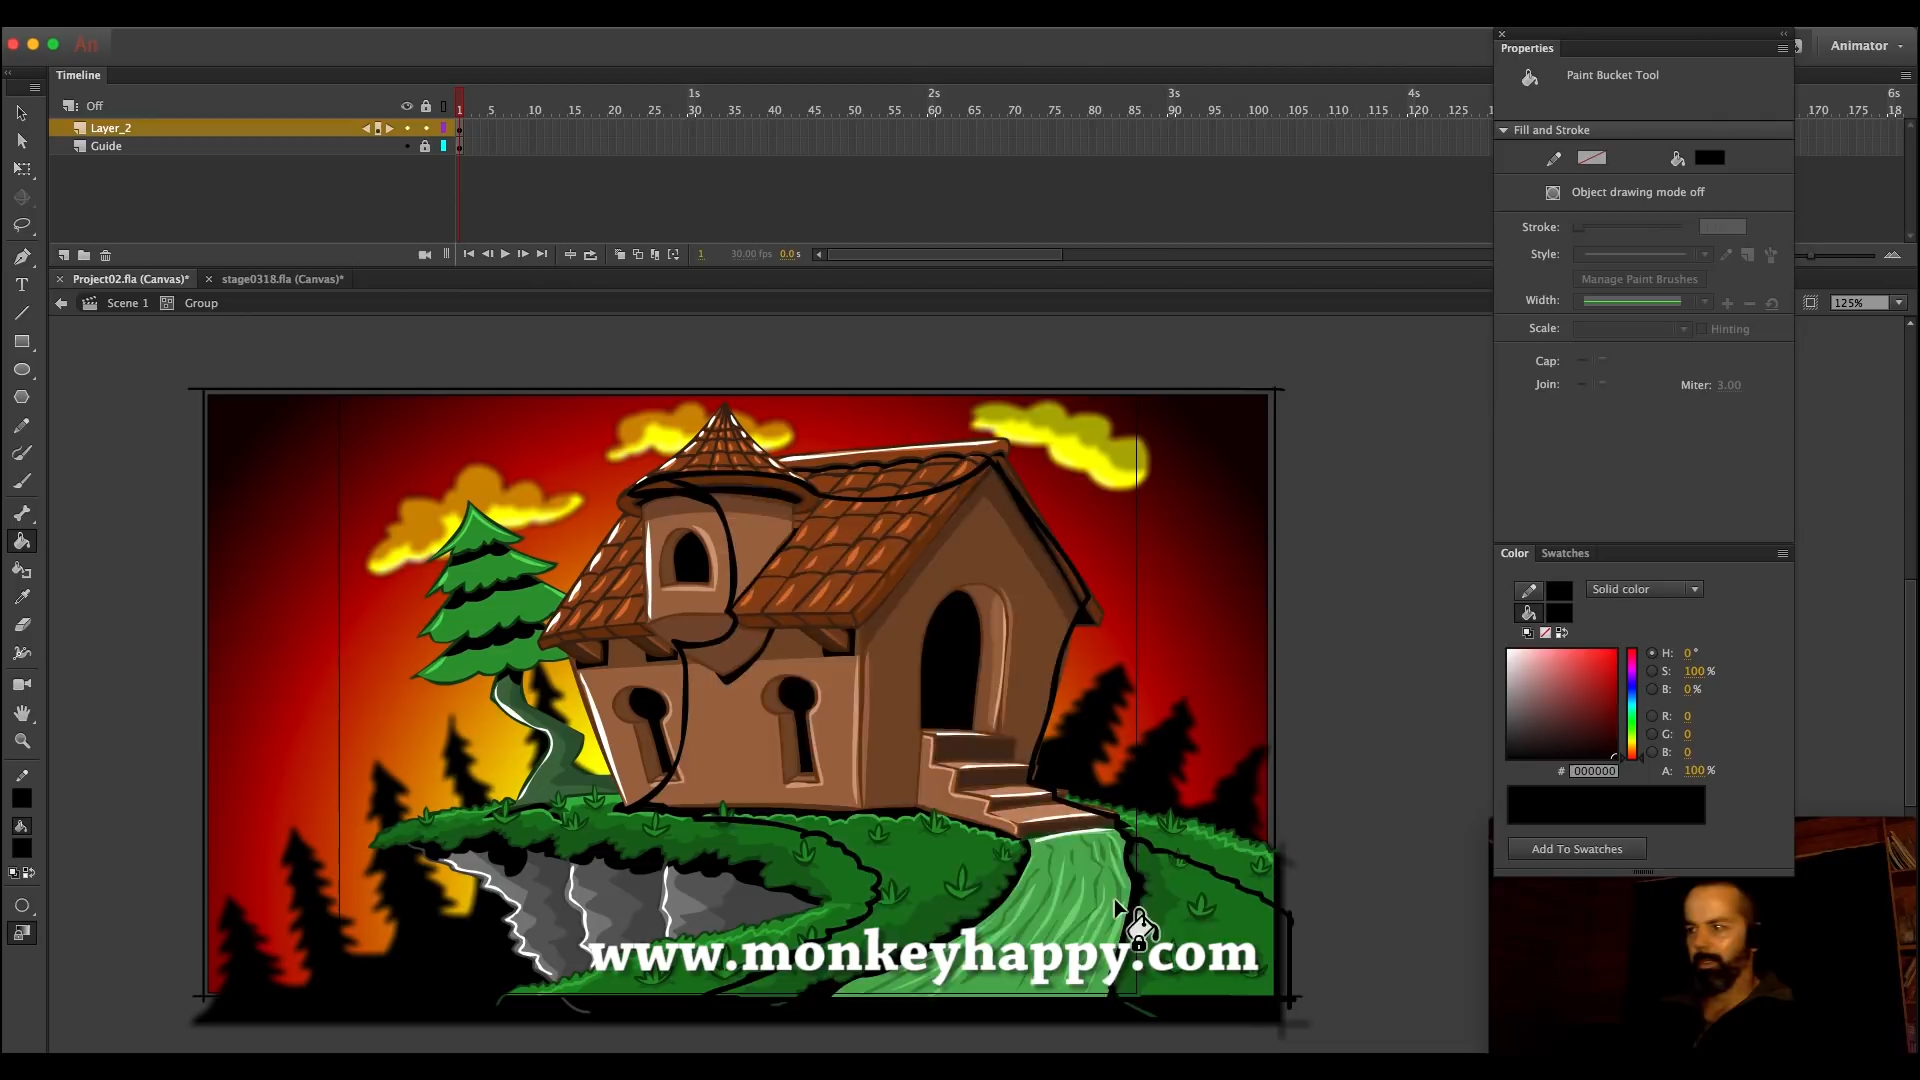 An
Animator
Properties
Paint Bucket Tool
Timeline
1s 2s 3s 4s 6s
Off
1 5 10 15 20 25 30 35 40 45 50 55 60 65 70 75 80 85 90 95 100 105 110 115 120 125 170 175 18
Layer_2
Guide
Fill and Stroke
Object drawing mode off
Stroke:
Style:
Manage Paint Brushes
Width:
Scale:
Hinting
Cap:
Join:
Miter: 3.00
1 30.00 fps 0.0 s
Project02.fla (Canvas)*
stage0318.fla (Canvas)*
Scene 1
Group
125%
Color
Swatches
Solid color
H: 0 °
S: 100 %
B: 0 %
R: 0
G: 0
B: 0
# 000000
A: 100 %
Add To Swatches
www.monkeyhappy.com